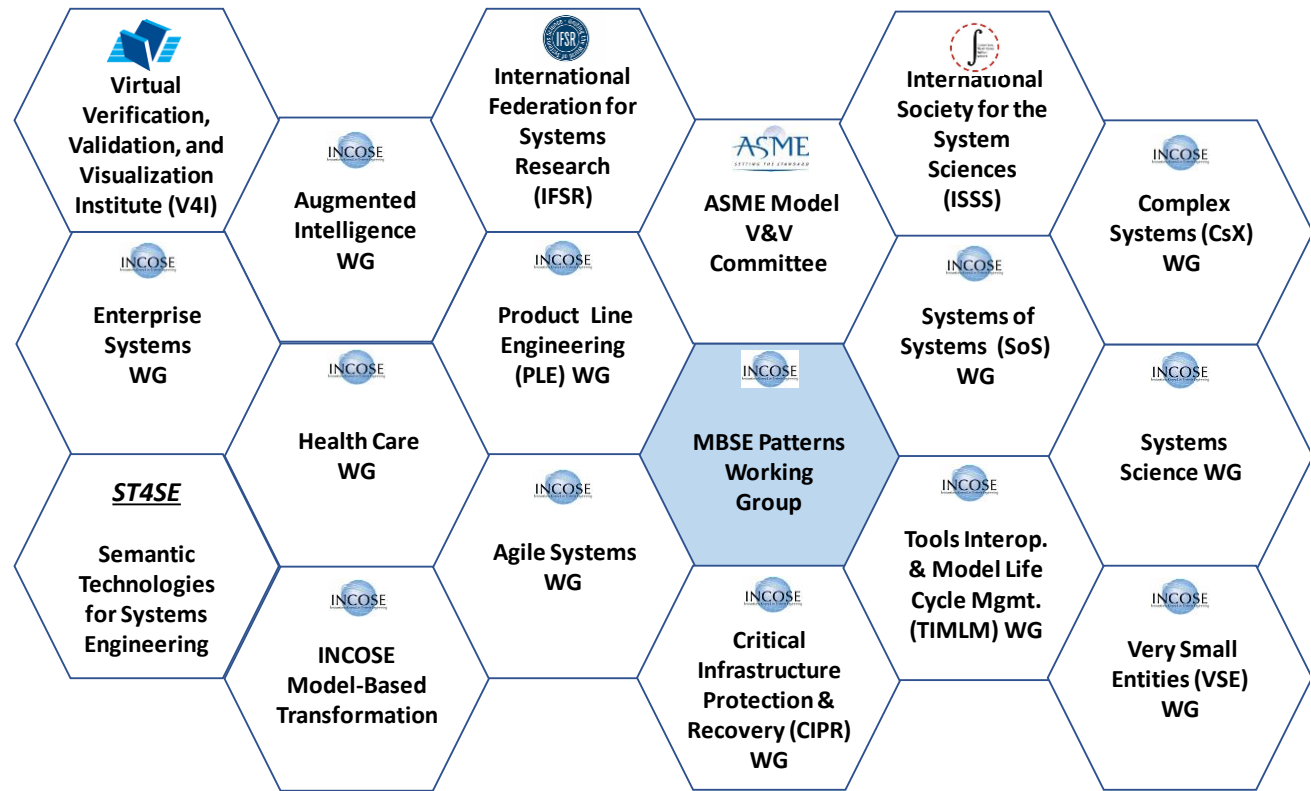 Virtual
Verification,
Validation, and
Visualization
Institute (V4I)
INCOSE
Enterprise
Systems
WG
ST4SE
Semantic
Technologies
for Systems
Engineering
INCOSE
Augmented
Intelligence
WG
INCOSE
Health Care
WG
INCOSE
INCOSE
Model-Based
Transformation
IFSR
International
Federation for
Systems
Research
(IFSR)
INCOSE
Product Line
Engineering
(PLE) WG
INCOSE
Agile Systems
WG
ASME
SETTING THE STANDARD
ASME Model
V&V
Committee
INCOSE
MBSE Patterns
Working
Group
INCOSE
Critical
Infrastructure
Protection &
Recovery (CIPR)
WG
International
Society for the
System
Sciences
(ISSS)
INCOSE
Systems of
Systems (SoS)
WG
INCOSE
Tools Interop.
& Model Life
Cycle Mgmt.
(TIMLM) WG
INCOSE
Complex
Systems (CsX)
WG
INCOSE
Systems
Science WG
INCOSE
Very Small
Entities (VSE)
WG